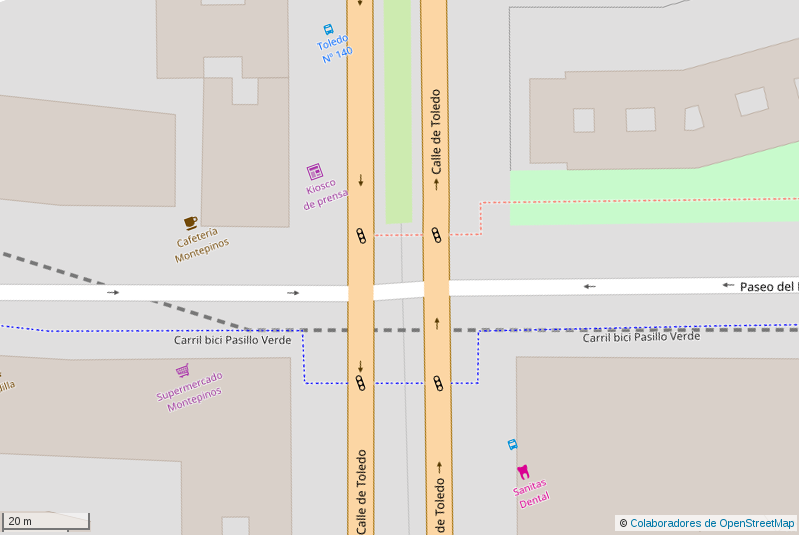 Toledo
Nº 140
Calle de Toledo
Kiosco
de prensa
Cafetería
Montepinos
Paseo del
Carril bici Pasillo Verde
Carril bici Pasillo Verde
Supermercado
Montepinos
dilla
Calle de Toledo
de Toledo
Sanitas
Dental
20 m
© Colaboradores de OpenStreetMap